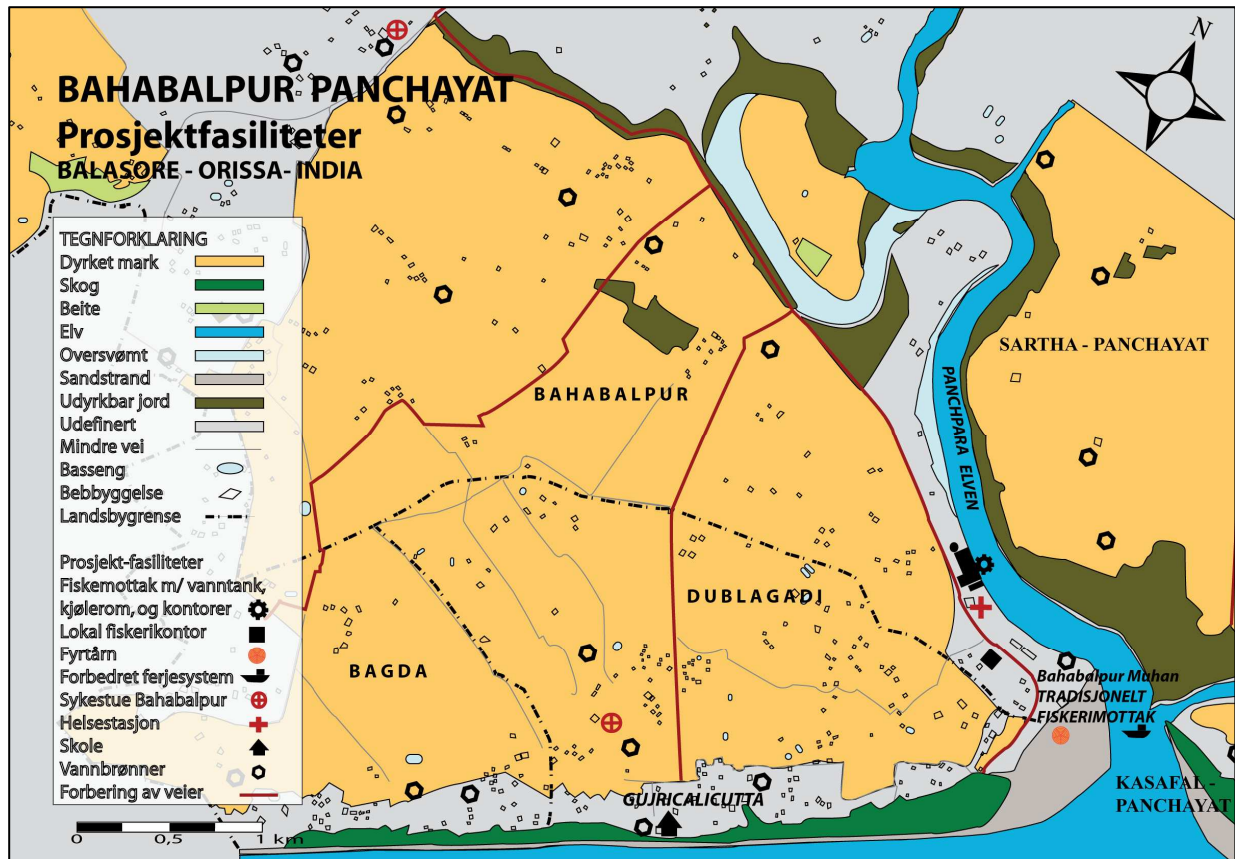 BAHABALPUR PANCHAYAT
Prosjektfasiliteter
BALASORE - ORISSA- INDIA
N
TEGNFORKLARING
Dyrket mark
Skog
Beite
Elv
Oversvømt
Sandstrand
Udyrkbar jord
Udefinert
Mindre vei
Basseng
Bebbyggelse
Landsbygrense
Prosjekt-fasiliteter
Fiskemottak m/ vanntank,
kjølerom, og kontorer
Lokal fiskerikontor
Fyrtårn
Forbedret ferjesystem
Sykestue Bahabalpur
Helsestasjon
Skole
Vannbrønner
Forbering av veier
0 0,5 1 km
SARTHA - PANCHAYAT
BAHABALPUR
PANCHPARA ELVEN
DUBLAGADI
BAGDA
Bahabalpur Muhan
TRADISJONELT
FISKERIMOTTAK
KASAFAL -
PANCHAYAT
GUJRICALICUTTA